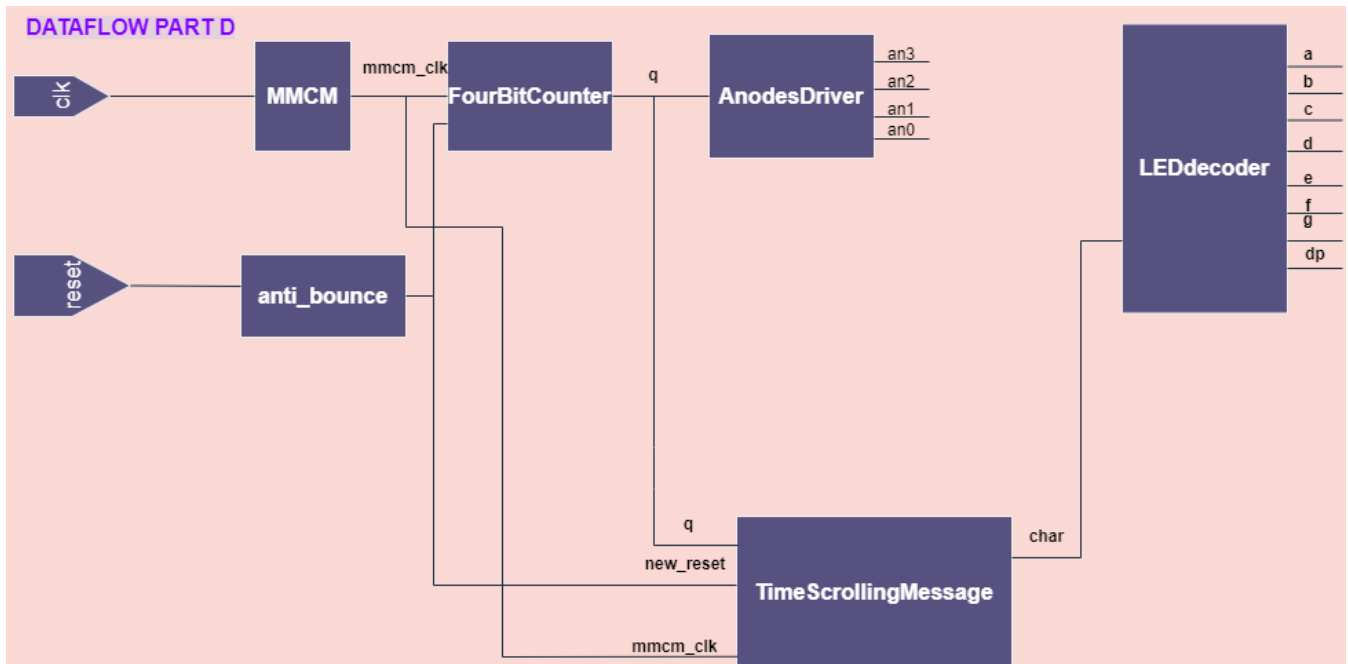 DATAFLOW PART D
clk
MMCM
mmcm_clk
FourBitCounter
q
AnodesDriver
an3
an2
an1
an0
LEDdecoder
a
b
c
d
e
f
g
dp
reset
anti_bounce
q
new_reset
mmcm_clk
TimeScrollingMessage
char